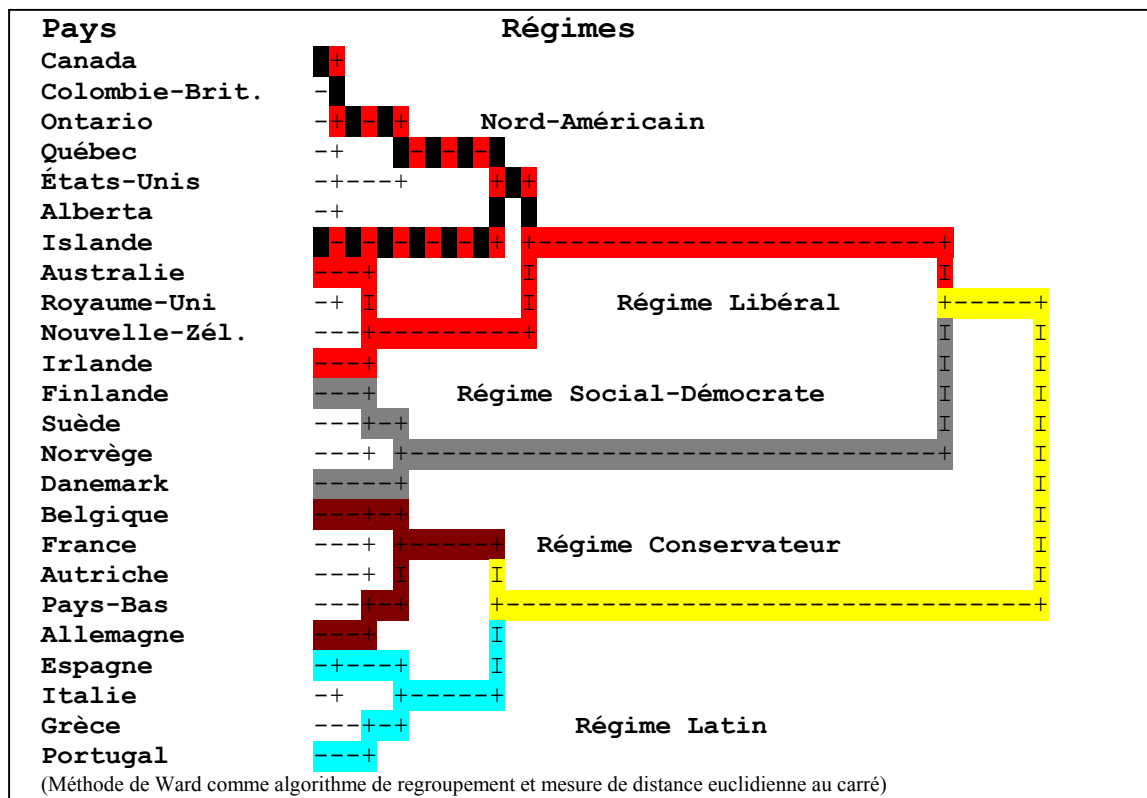 Pays Régimes
Canada +
Colombie-Brit. -
Ontario -+-+-+ Nord-Américain
Québec -+ -----
États-Unis -+---+ + +
Alberta -+
Islande ------+ +--------------------------+
Australie ---+ I I
Royaume-Uni -+ I I Régime Libéral +-----+
Nouvelle-Zél. ---+---------+ I I
Irlande ---+ I I
Finlande ---+ Régime Social-Démocrate I I
Suède ---+-+ I I
Norvège ---+ +---------------------------------+ I
Danemark -----+ I
Belgique ---+-+ I
France ---+ +-----+ Régime Conservateur I
Autriche ---+ I I I
Pays-Bas ---+-+ +---------------------------------+
Allemagne ---+ I
Espagne -+---+ I
Italie -+ +-----+
Grèce ---+-+ Régime Latin
Portugal ---+
(Méthode de Ward comme algorithme de regroupement et mesure de distance euclidienne au carré)